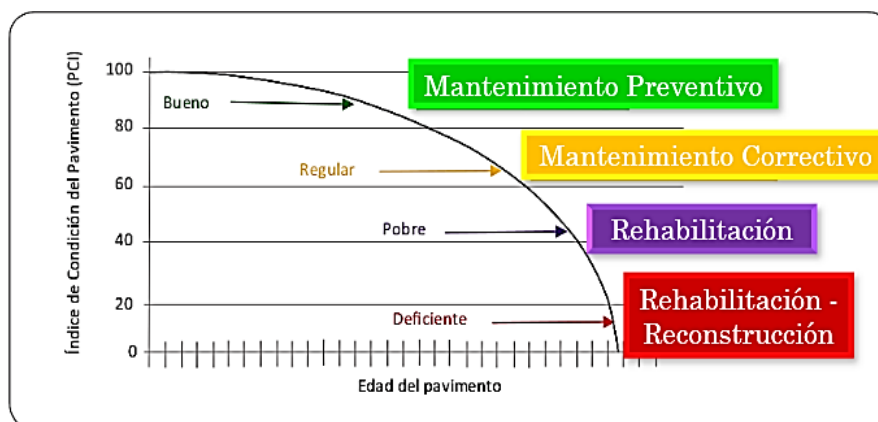 Índice de Condición del Pavimento (PCI)
100
80
60
40
20
0
Bueno
Regular
Pobre
Deficiente
Mantenimiento Preventivo
Mantenimiento Correctivo
Rehabilitación
Rehabilitación -
Reconstrucción
Edad del pavimento